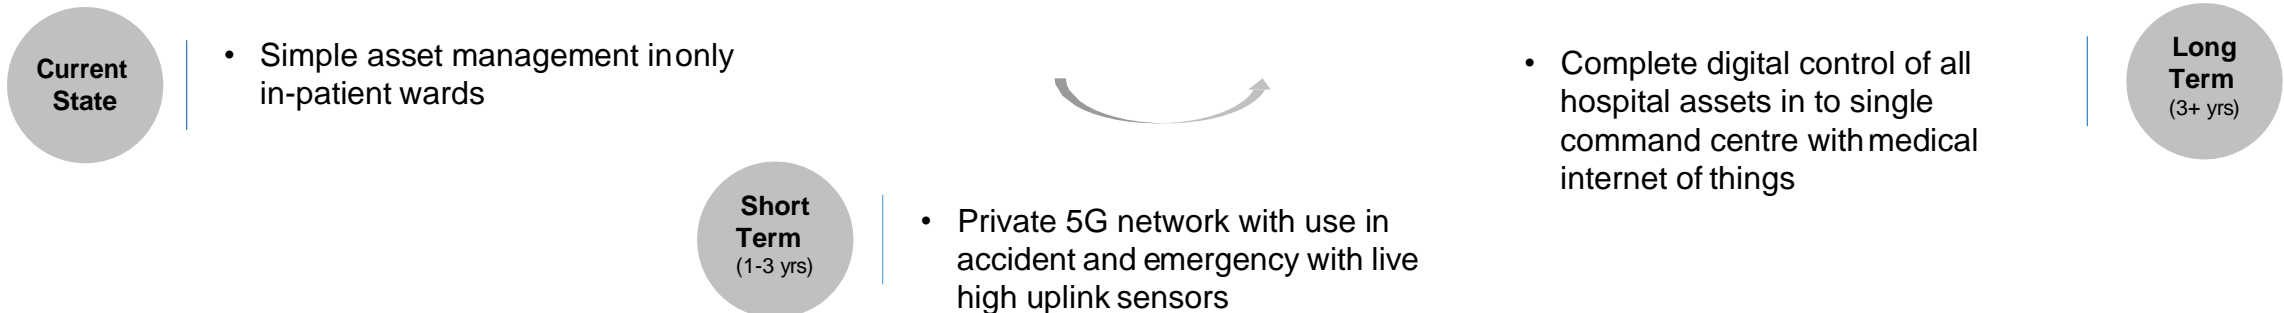 Current
State
• Simple asset management in only
in-patient wards
Short
Term
(1-3 yrs)
• Private 5G network with use in
accident and emergency with live
high uplink sensors
• Complete digital control of all
hospital assets in to single
command centre with medical
internet of things
Long
Term
(3+ yrs)